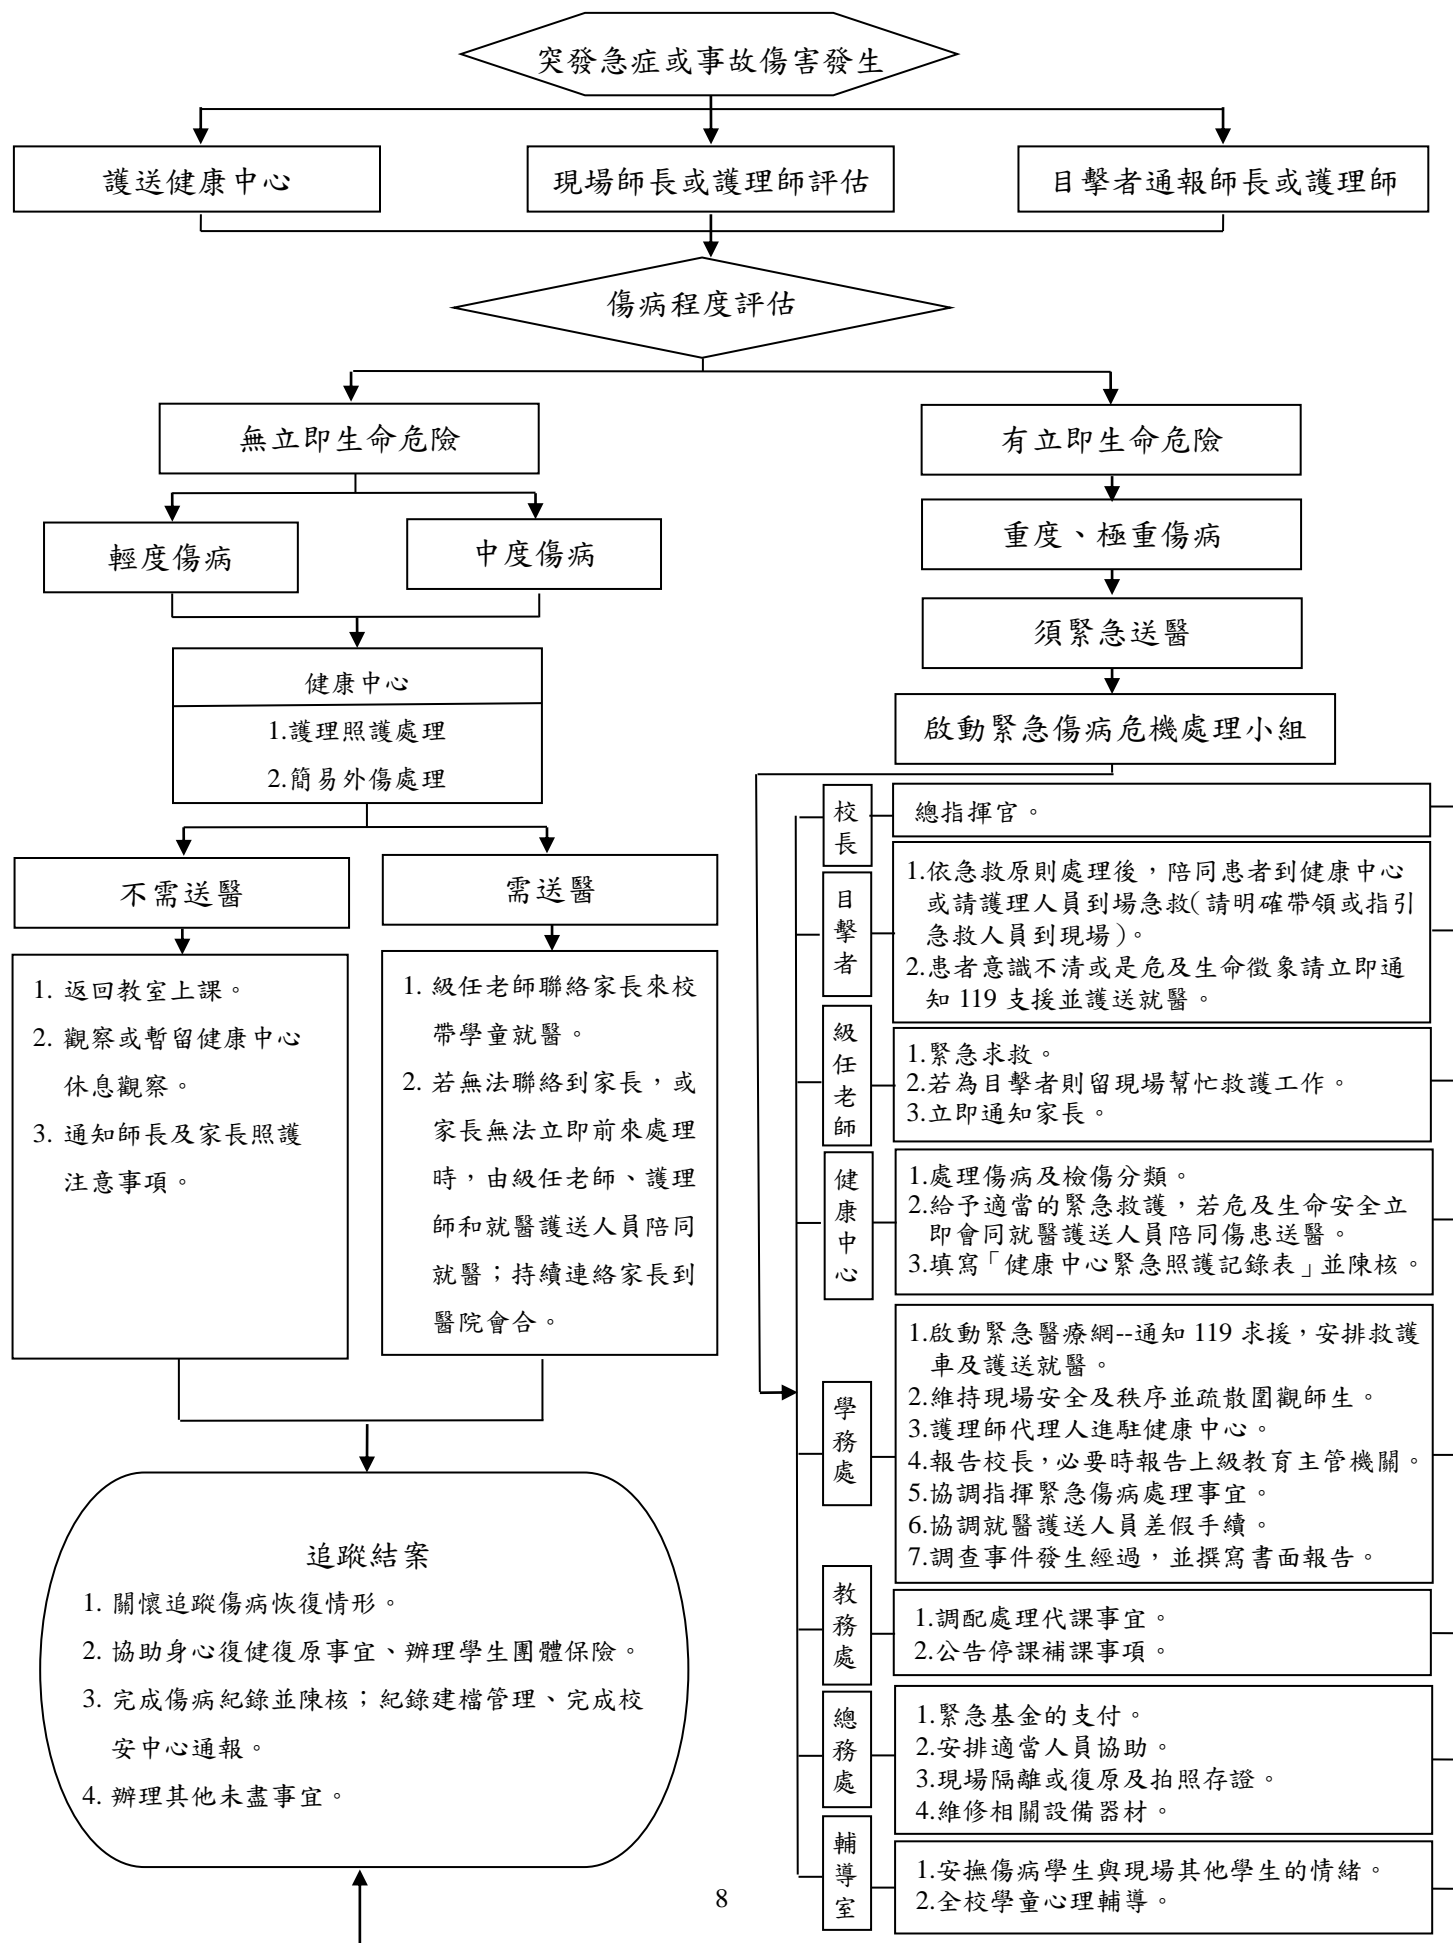 突發急症或事故傷害發生
護送健康中心
現場師長或護理師評估
目擊者通報師長或護理師
傷病程度評估
無立即生命危險
有立即生命危險
輕度傷病
中度傷病
重度、極重傷病
須緊急送醫
啟動緊急傷病危機處理小組
健康中心
1.護理照護處理
2.簡易外傷處理
不需送醫
需送醫
1. 返回教室上課。
2. 觀察或暫留健康中心
休息觀察。
3. 通知師長及家長照護
注意事項。
1. 級任老師聯絡家長來校
帶學童就醫。
2. 若無法聯絡到家長，或
家長無法立即前來處理
時，由級任老師、護理
師和就醫護送人員陪同
就醫；持續連絡家長到
醫院會合。
追蹤結案
1. 關懷追蹤傷病恢復情形。
2. 協助身心復健復原事宜、辦理學生團體保險。
3. 完成傷病紀錄並陳核；紀錄建檔管理、完成校
安中心通報。
4. 辦理其他未盡事宜。
校長
總指揮官。
目擊者
1.依急救原則處理後，陪同患者到健康中心
或請護理人員到場急救(請明確帶領或指引
急救人員到現場)。
2.患者意識不清或是危及生命徵象請立即通
知 119 支援並護送就醫。
級任老師
1.緊急求救。
2.若為目擊者則留現場幫忙救護工作。
3.立即通知家長。
健康中心
1.處理傷病及檢傷分類。
2.給予適當的緊急救護，若危及生命安全立
即會同就醫護送人員陪同傷患送醫。
3.填寫「健康中心緊急照護記錄表」並陳核。
學務處
1.啟動緊急醫療網--通知 119 求援，安排救護
車及護送就醫。
2.維持現場安全及秩序並疏散圍觀師生。
3.護理師代理人進駐健康中心。
4.報告校長，必要時報告上級教育主管機關。
5.協調指揮緊急傷病處理事宜。
6.協調就醫護送人員差假手續。
7.調查事件發生經過，並撰寫書面報告。
教務處
1.調配處理代課事宜。
2.公告停課補課事項。
總務處
1.緊急基金的支付。
2.安排適當人員協助。
3.現場隔離或復原及拍照存證。
4.維修相關設備器材。
輔導室
1.安撫傷病學生與現場其他學生的情緒。
2.全校學童心理輔導。
8